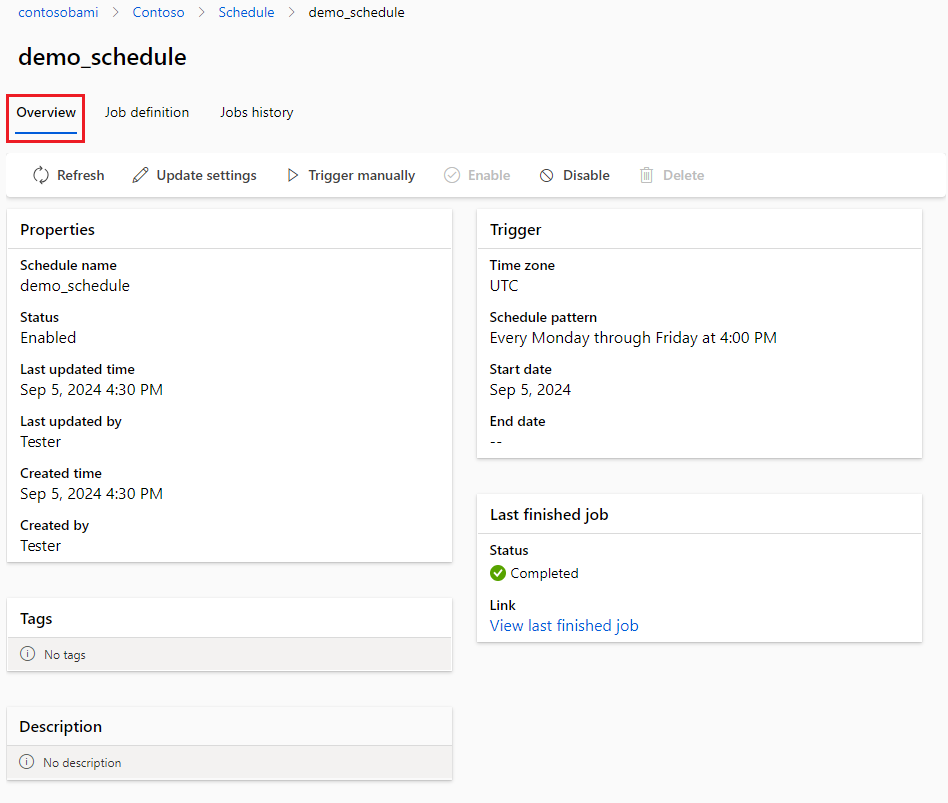 contosobami > Contoso > Schedule > demo_schedule
demo_schedule
Overview Job definition Jobs history
Refresh Update settings Trigger manually Enable Disable Delete
Properties
Schedule name
demo_schedule
Status
Enabled
Last updated time
Sep 5, 2024 4:30 PM
Last updated by
Tester
Created time
Sep 5, 2024 4:30 PM
Created by
Tester
Tags
No tags
Description
No description
Trigger
Time zone
UTC
Schedule pattern
Every Monday through Friday at 4:00 PM
Start date
Sep 5, 2024
End date
--
Last finished job
Status
Completed
Link
View last finished job